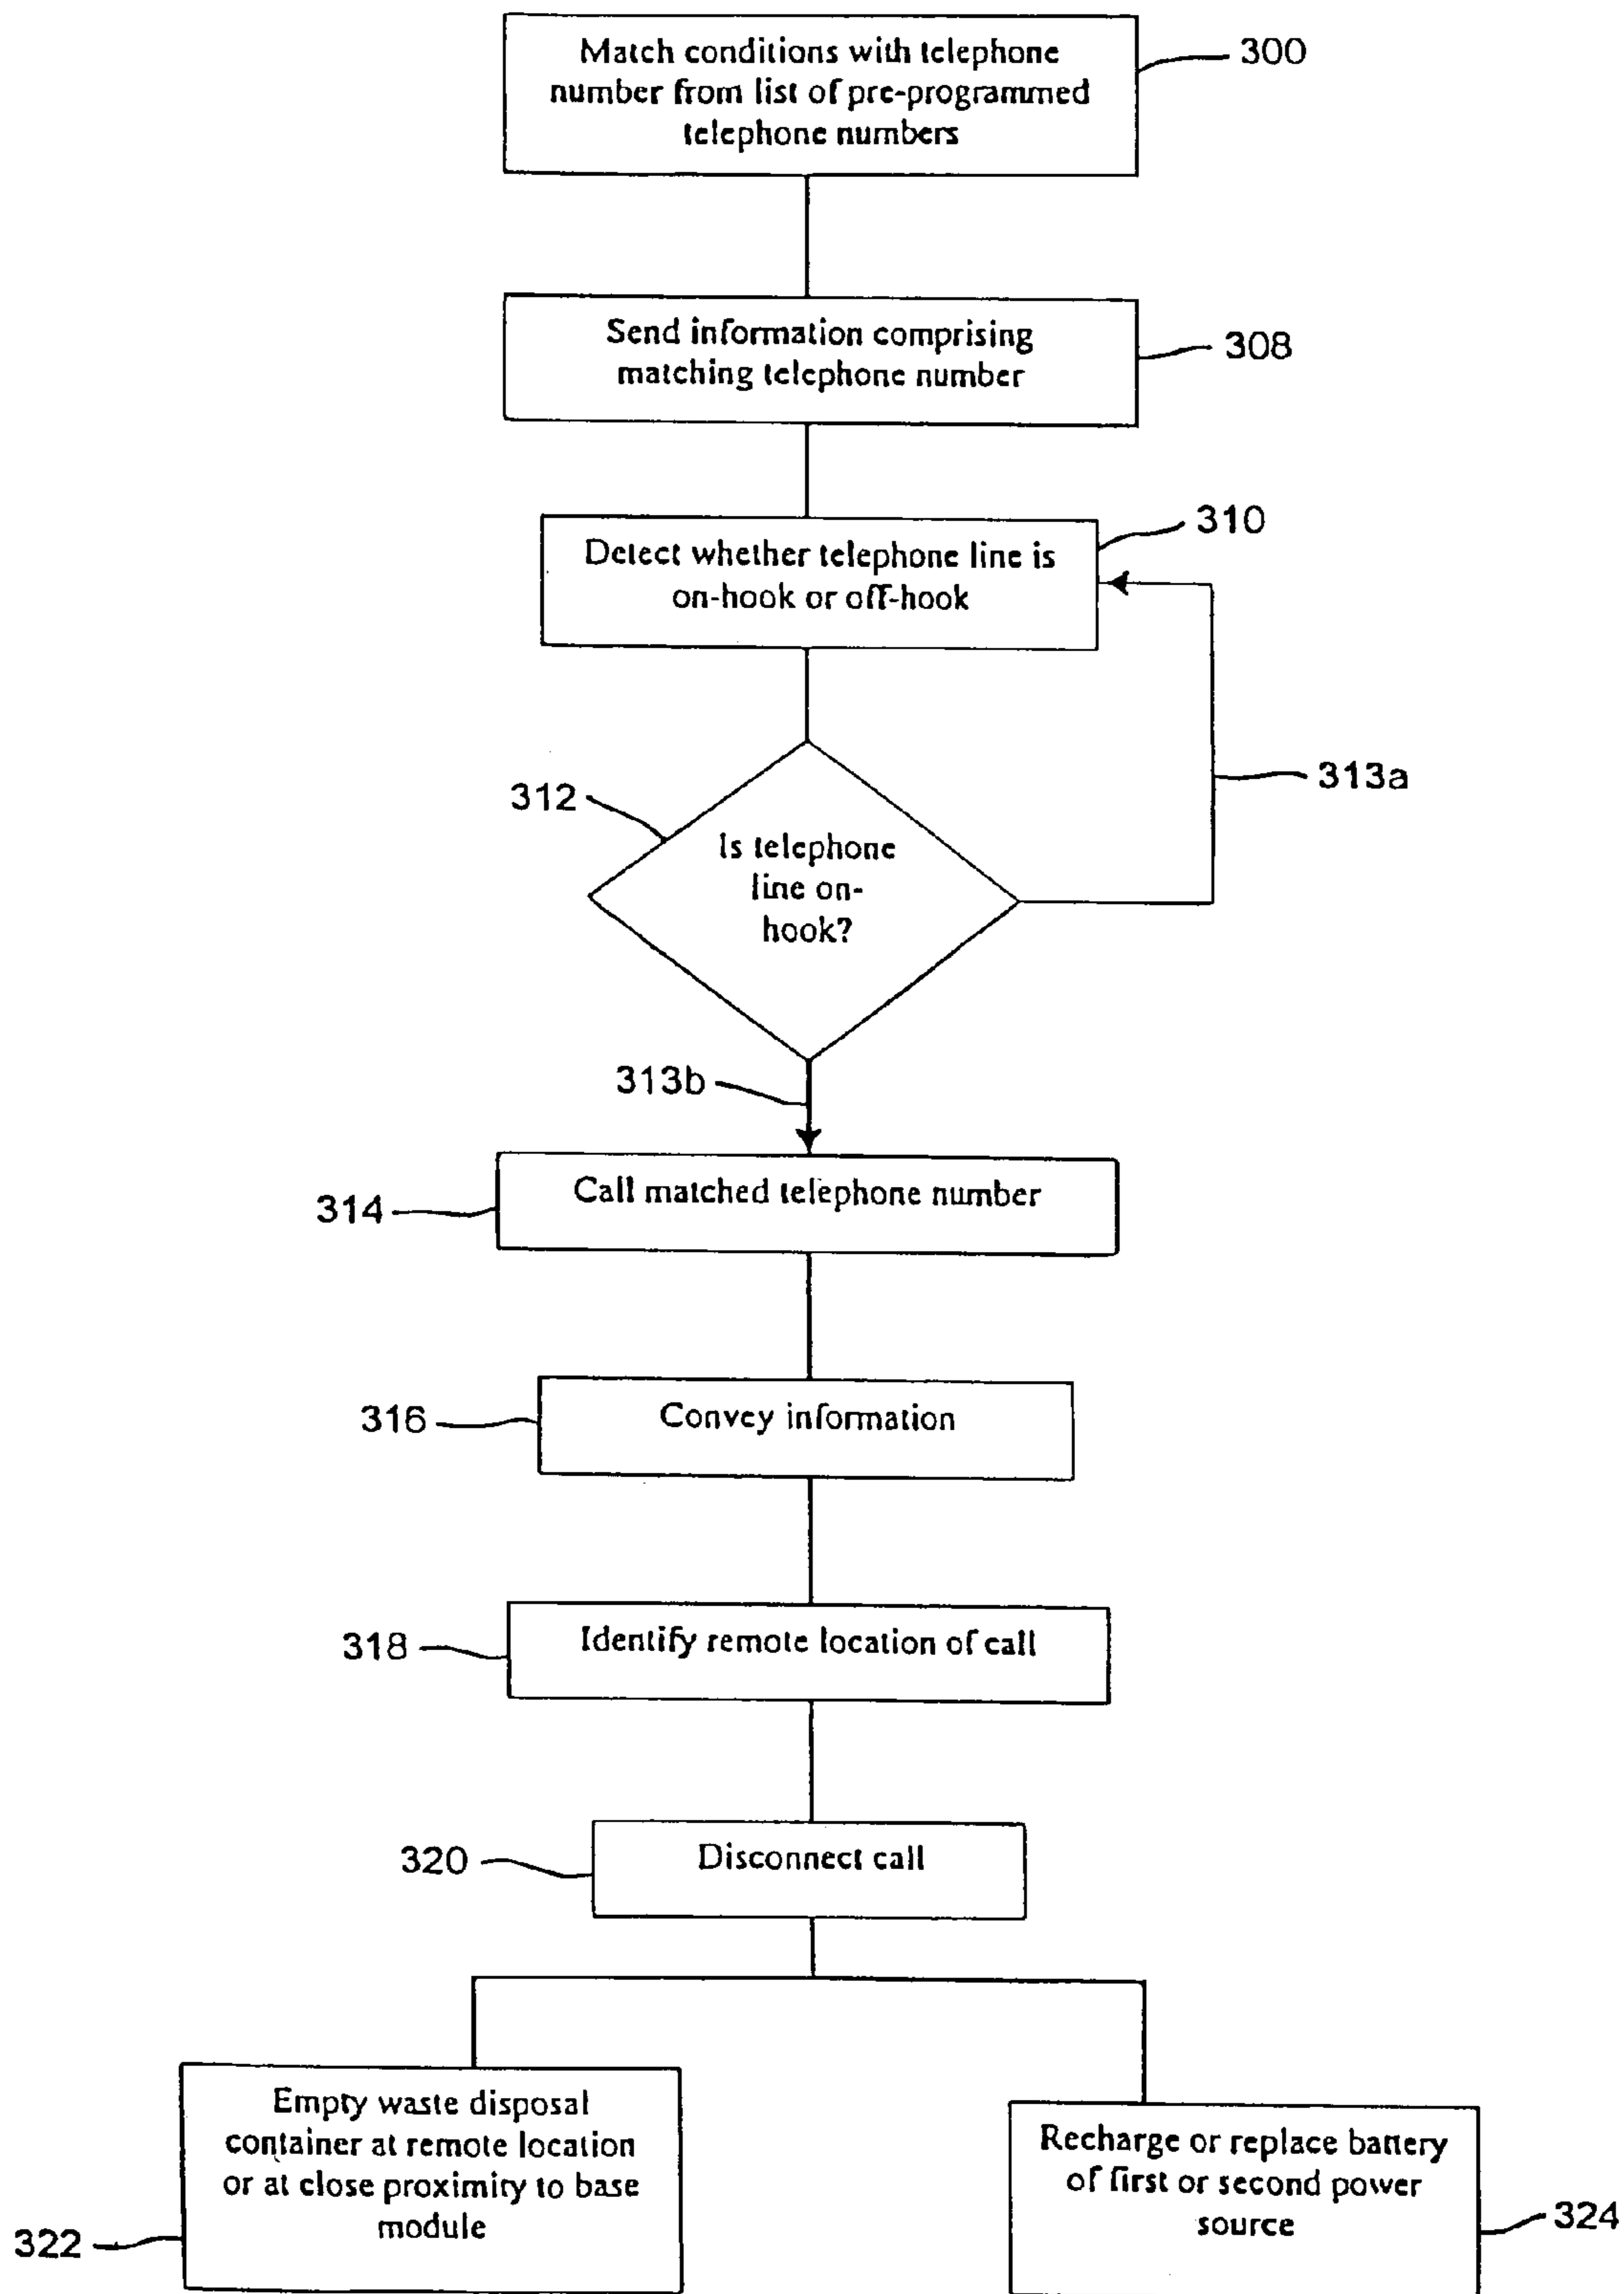 Match conditions with telephone
number from list of pre-programmed
telephone numbers
300
Send information comprising
matching telephone number
308
310
Detect whether telephone line is
on-hook or off-hook
313a
312
Is telephone
line on-
hook?
313b
Call matched telephone number
314
Convey information
316
Identify remote location of call
318
Disconnect call
320
Empty waste disposal
container at remote location
or at close proximity to base
module
322
Recharge or replace battery
of first or second power
source
324